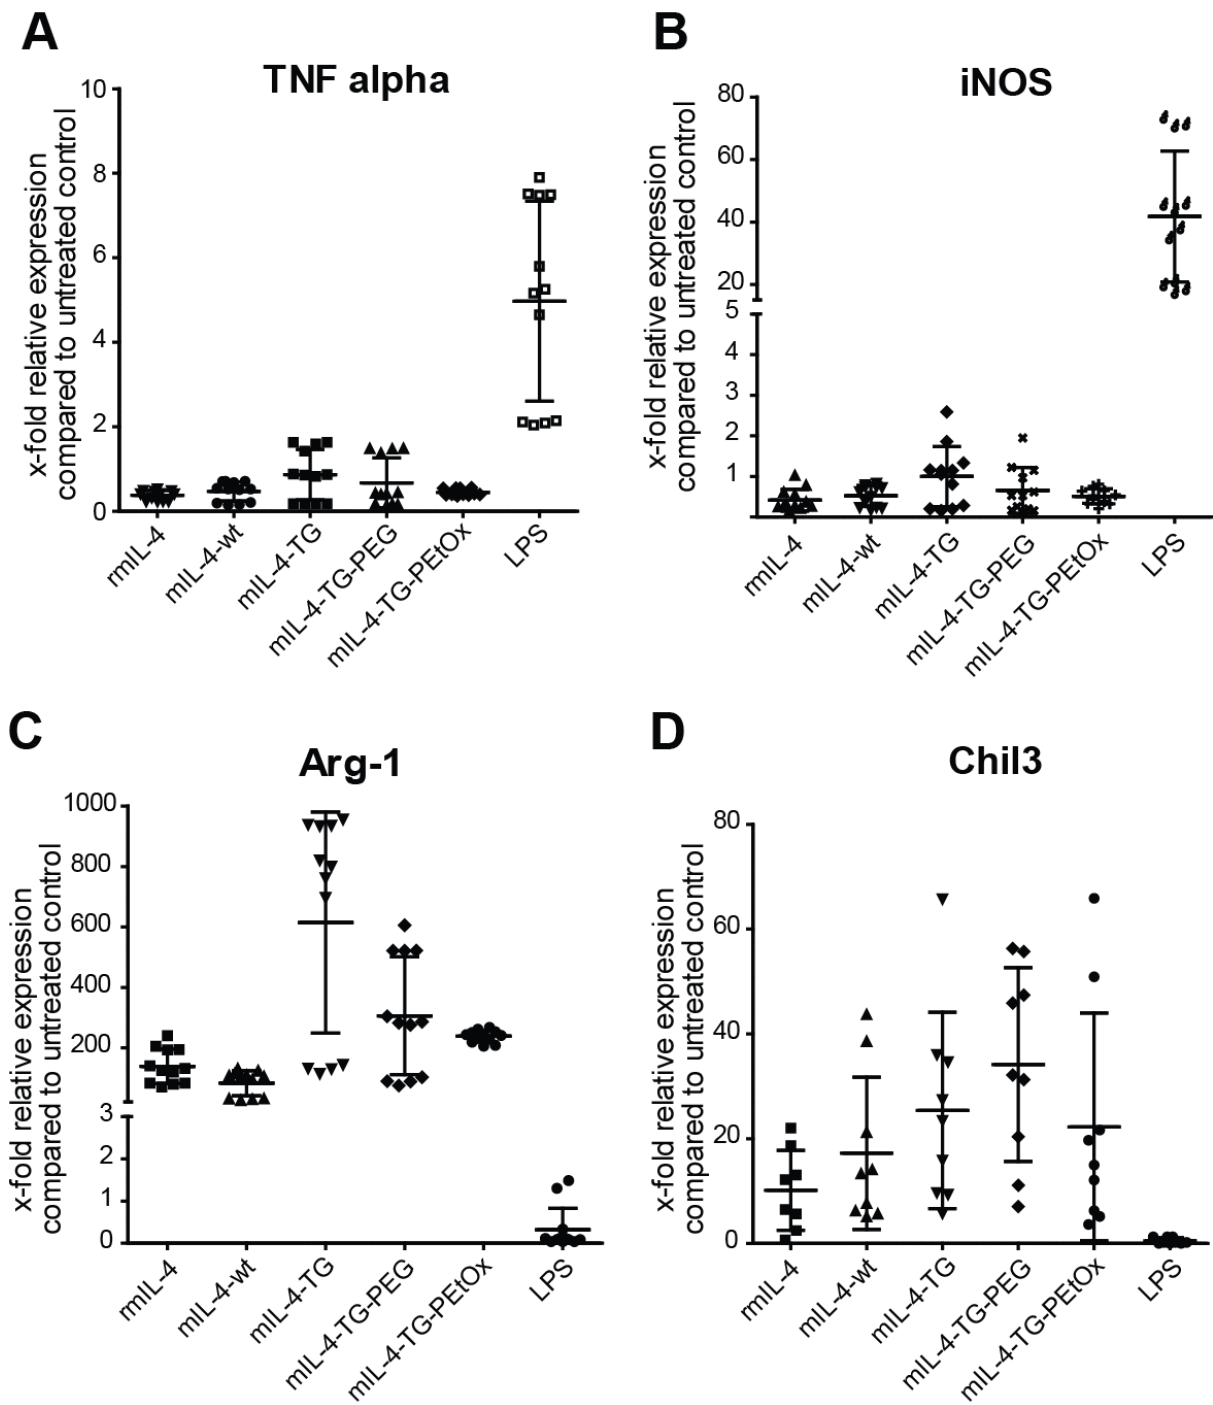 A
TNF alpha
x-fold relative expression
compared to untreated control
10
8
6
4
2
0
rmIL-4
mIL-4-wt
mIL-4-TG
mIL-4-TG-PEG
mIL-4-TG-PEtOx
LPS
B
iNOS
x-fold relative expression
compared to untreated control
80
60
40
20
5
4
3
2
1
rmIL-4
mIL-4-wt
mIL-4-TG
mIL-4-TG-PEG
mIL-4-TG-PEtOx
LPS
C
Arg-1
x-fold relative expression
compared to untreated control
1000
800
600
400
200
3
2
1
0
rmIL-4
mIL-4-wt
mIL-4-TG
mIL-4-TG-PEG
mIL-4-TG-PEtOx
LPS
D
Chil3
x-fold relative expression
compared to untreated control
80
60
40
20
0
rmIL-4
mIL-4-wt
mIL-4-TG
mIL-4-TG-PEG
mIL-4-TG-PEtOx
LPS